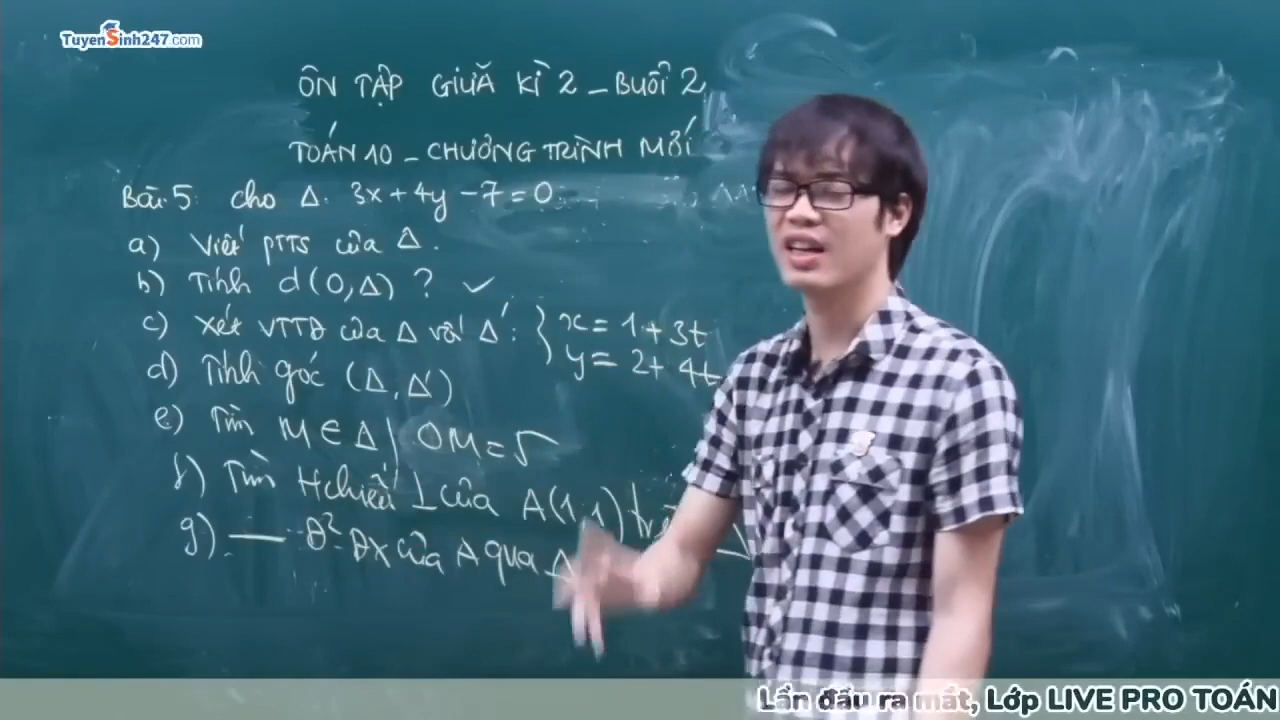 TuyenSinh247.com
ÔN TẬP GIỮA KÌ 2 - BUỔI 2
TOÁN 10 - CHƯƠNG TRÌNH MỚI
Bài 5: cho Δ: 3x + 4y - 7 = 0
a) Viết PTTS của Δ.
b) Tính d(O, Δ) ? ✓
c) Xét VTTĐ của Δ với Δ': { x = 1 + 3t
y = 2 + 4t
d) Tính góc (Δ, Δ')
e) Tìm M ∈ Δ | OM = 5
f) Tìm H chiếu ⊥ của A(1,1) trên Δ
g) — Đ² ĐX của A qua Δ
Lần đầu ra mắt, Lớp LIVE PRO TOÁN